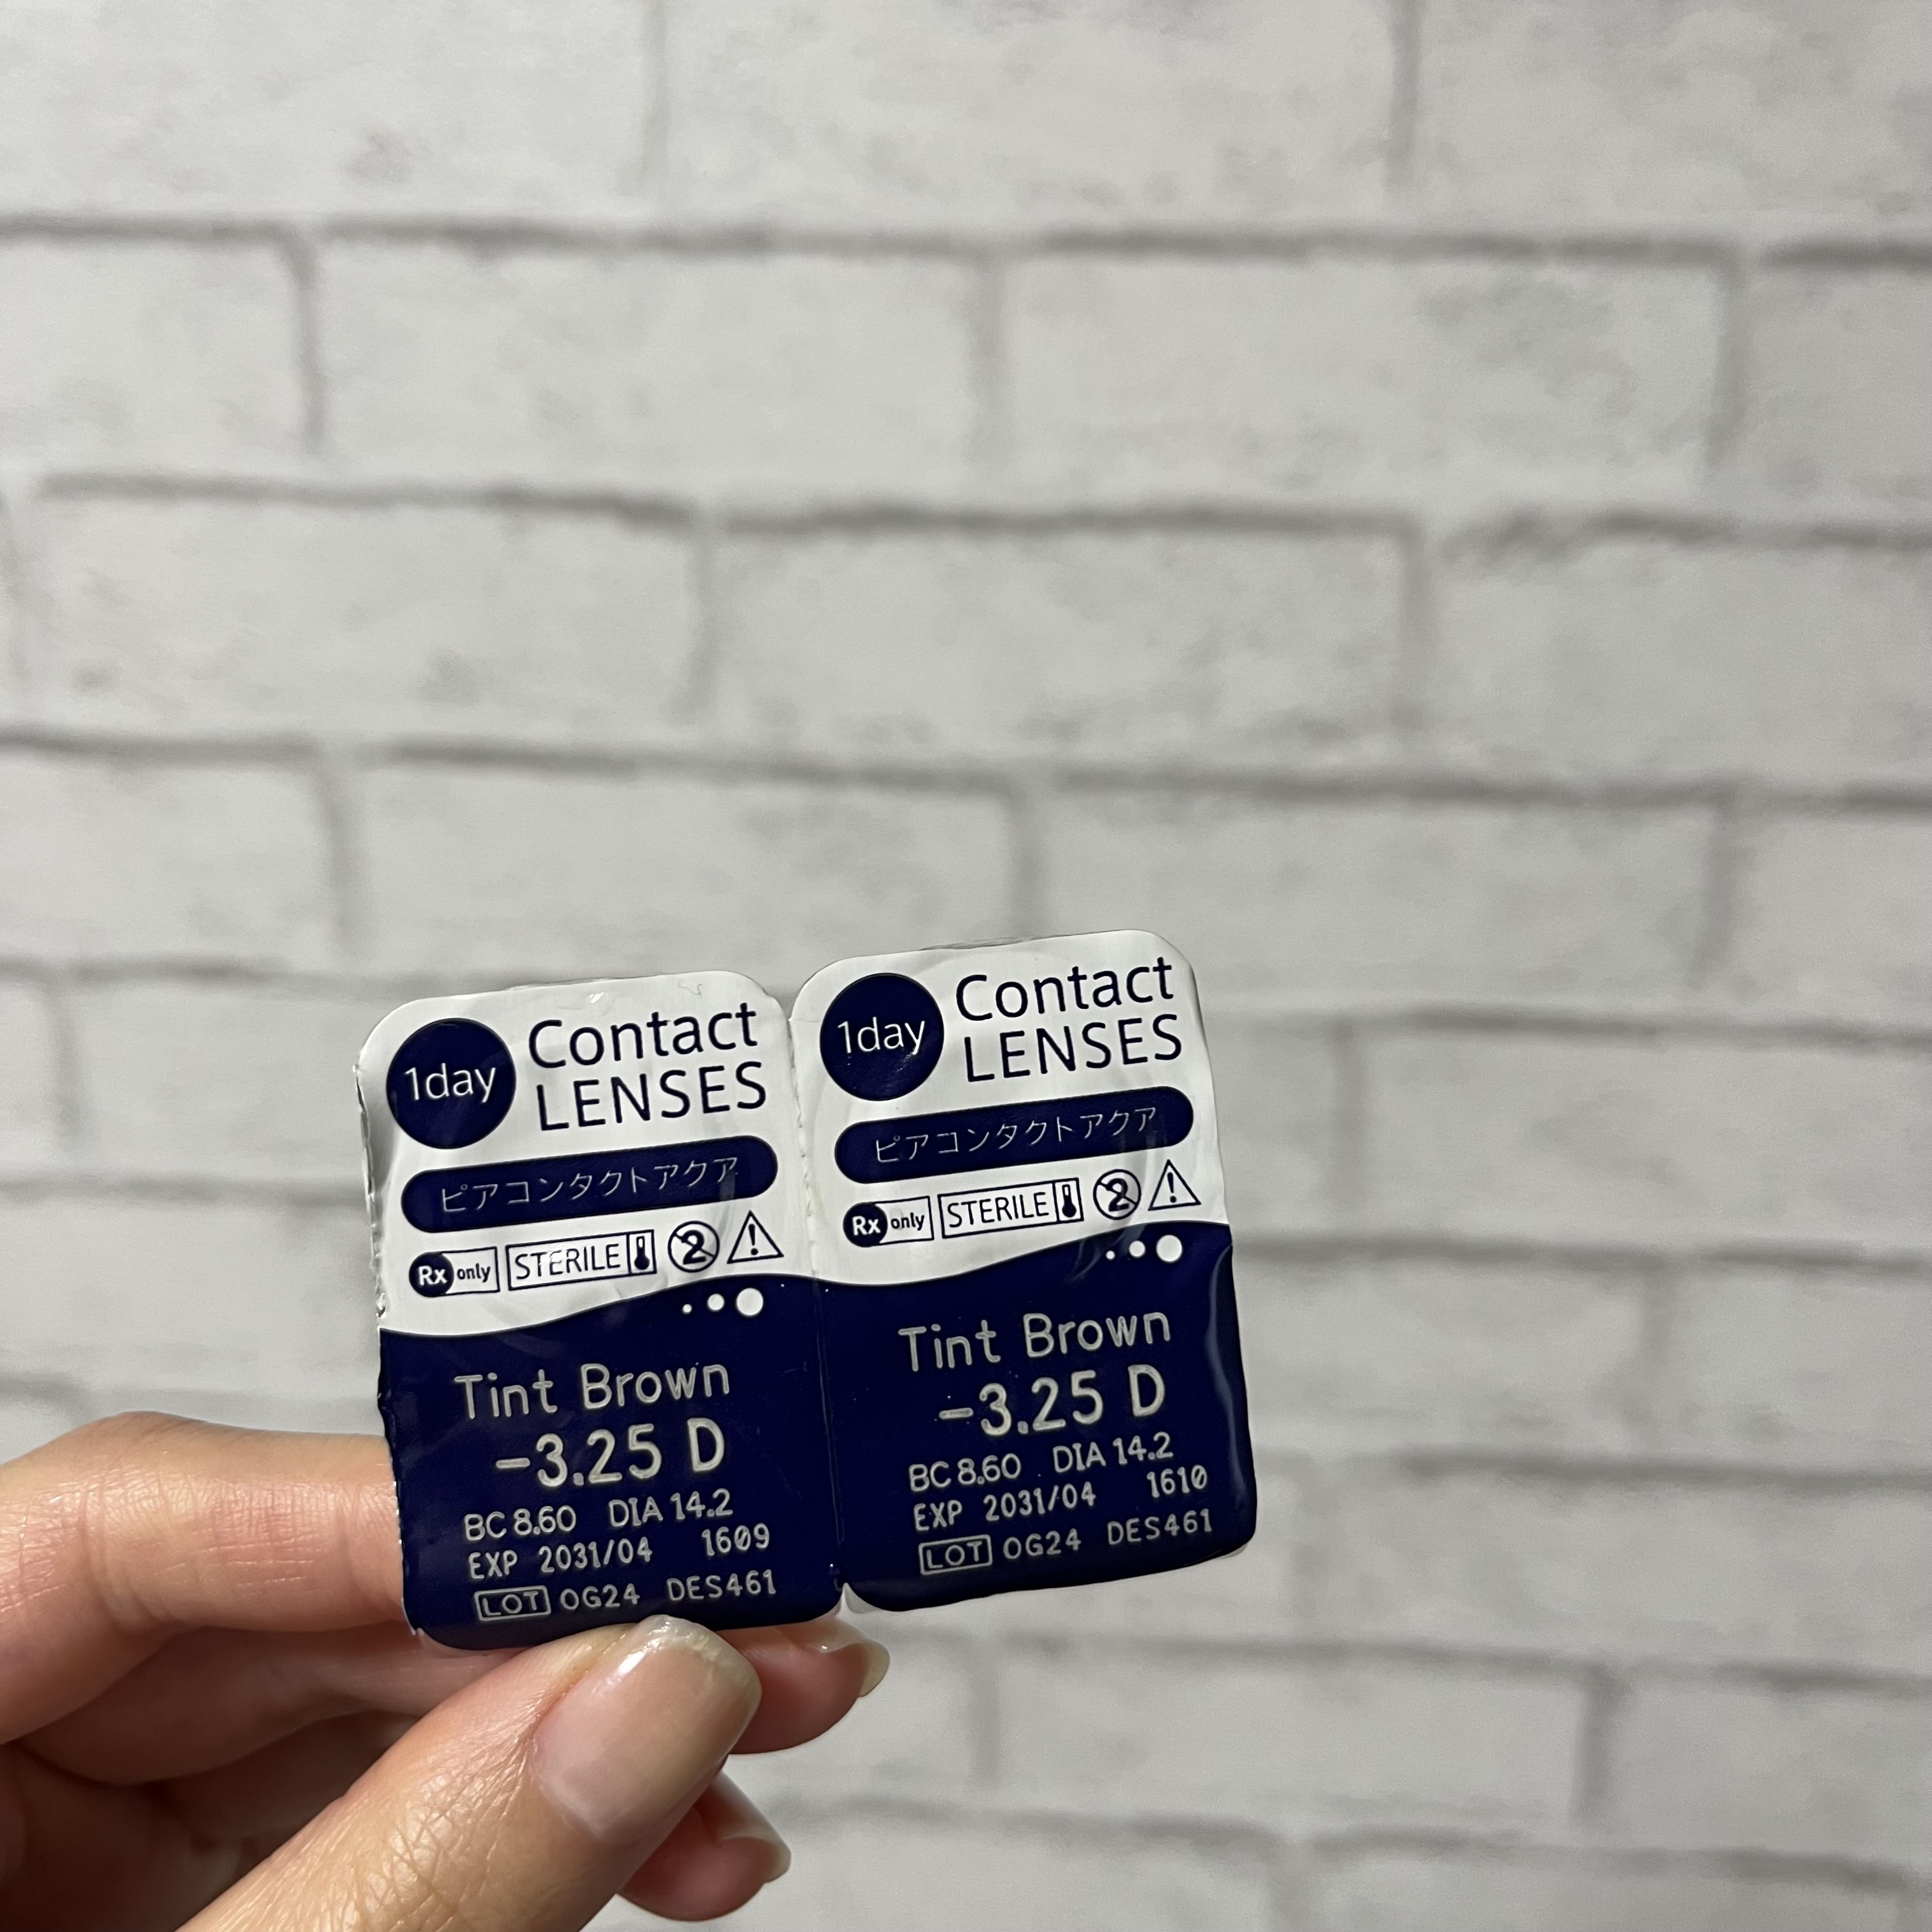 1day
Contact
LENSES
ピアコンタクトアクア
Rx only STERILE 2 !
Tint Brown
-3.25 D
BC 8.60 DIA 14.2
EXP 2031/04 1609
LOT OG24 DES461
1day
Contact
LENSES
ピアコンタクトアクア
Rx only STERILE 2 !
Tint Brown
-3.25 D
BC 8.60 DIA 14.2
EXP 2031/04 1610
LOT OG24 DES461